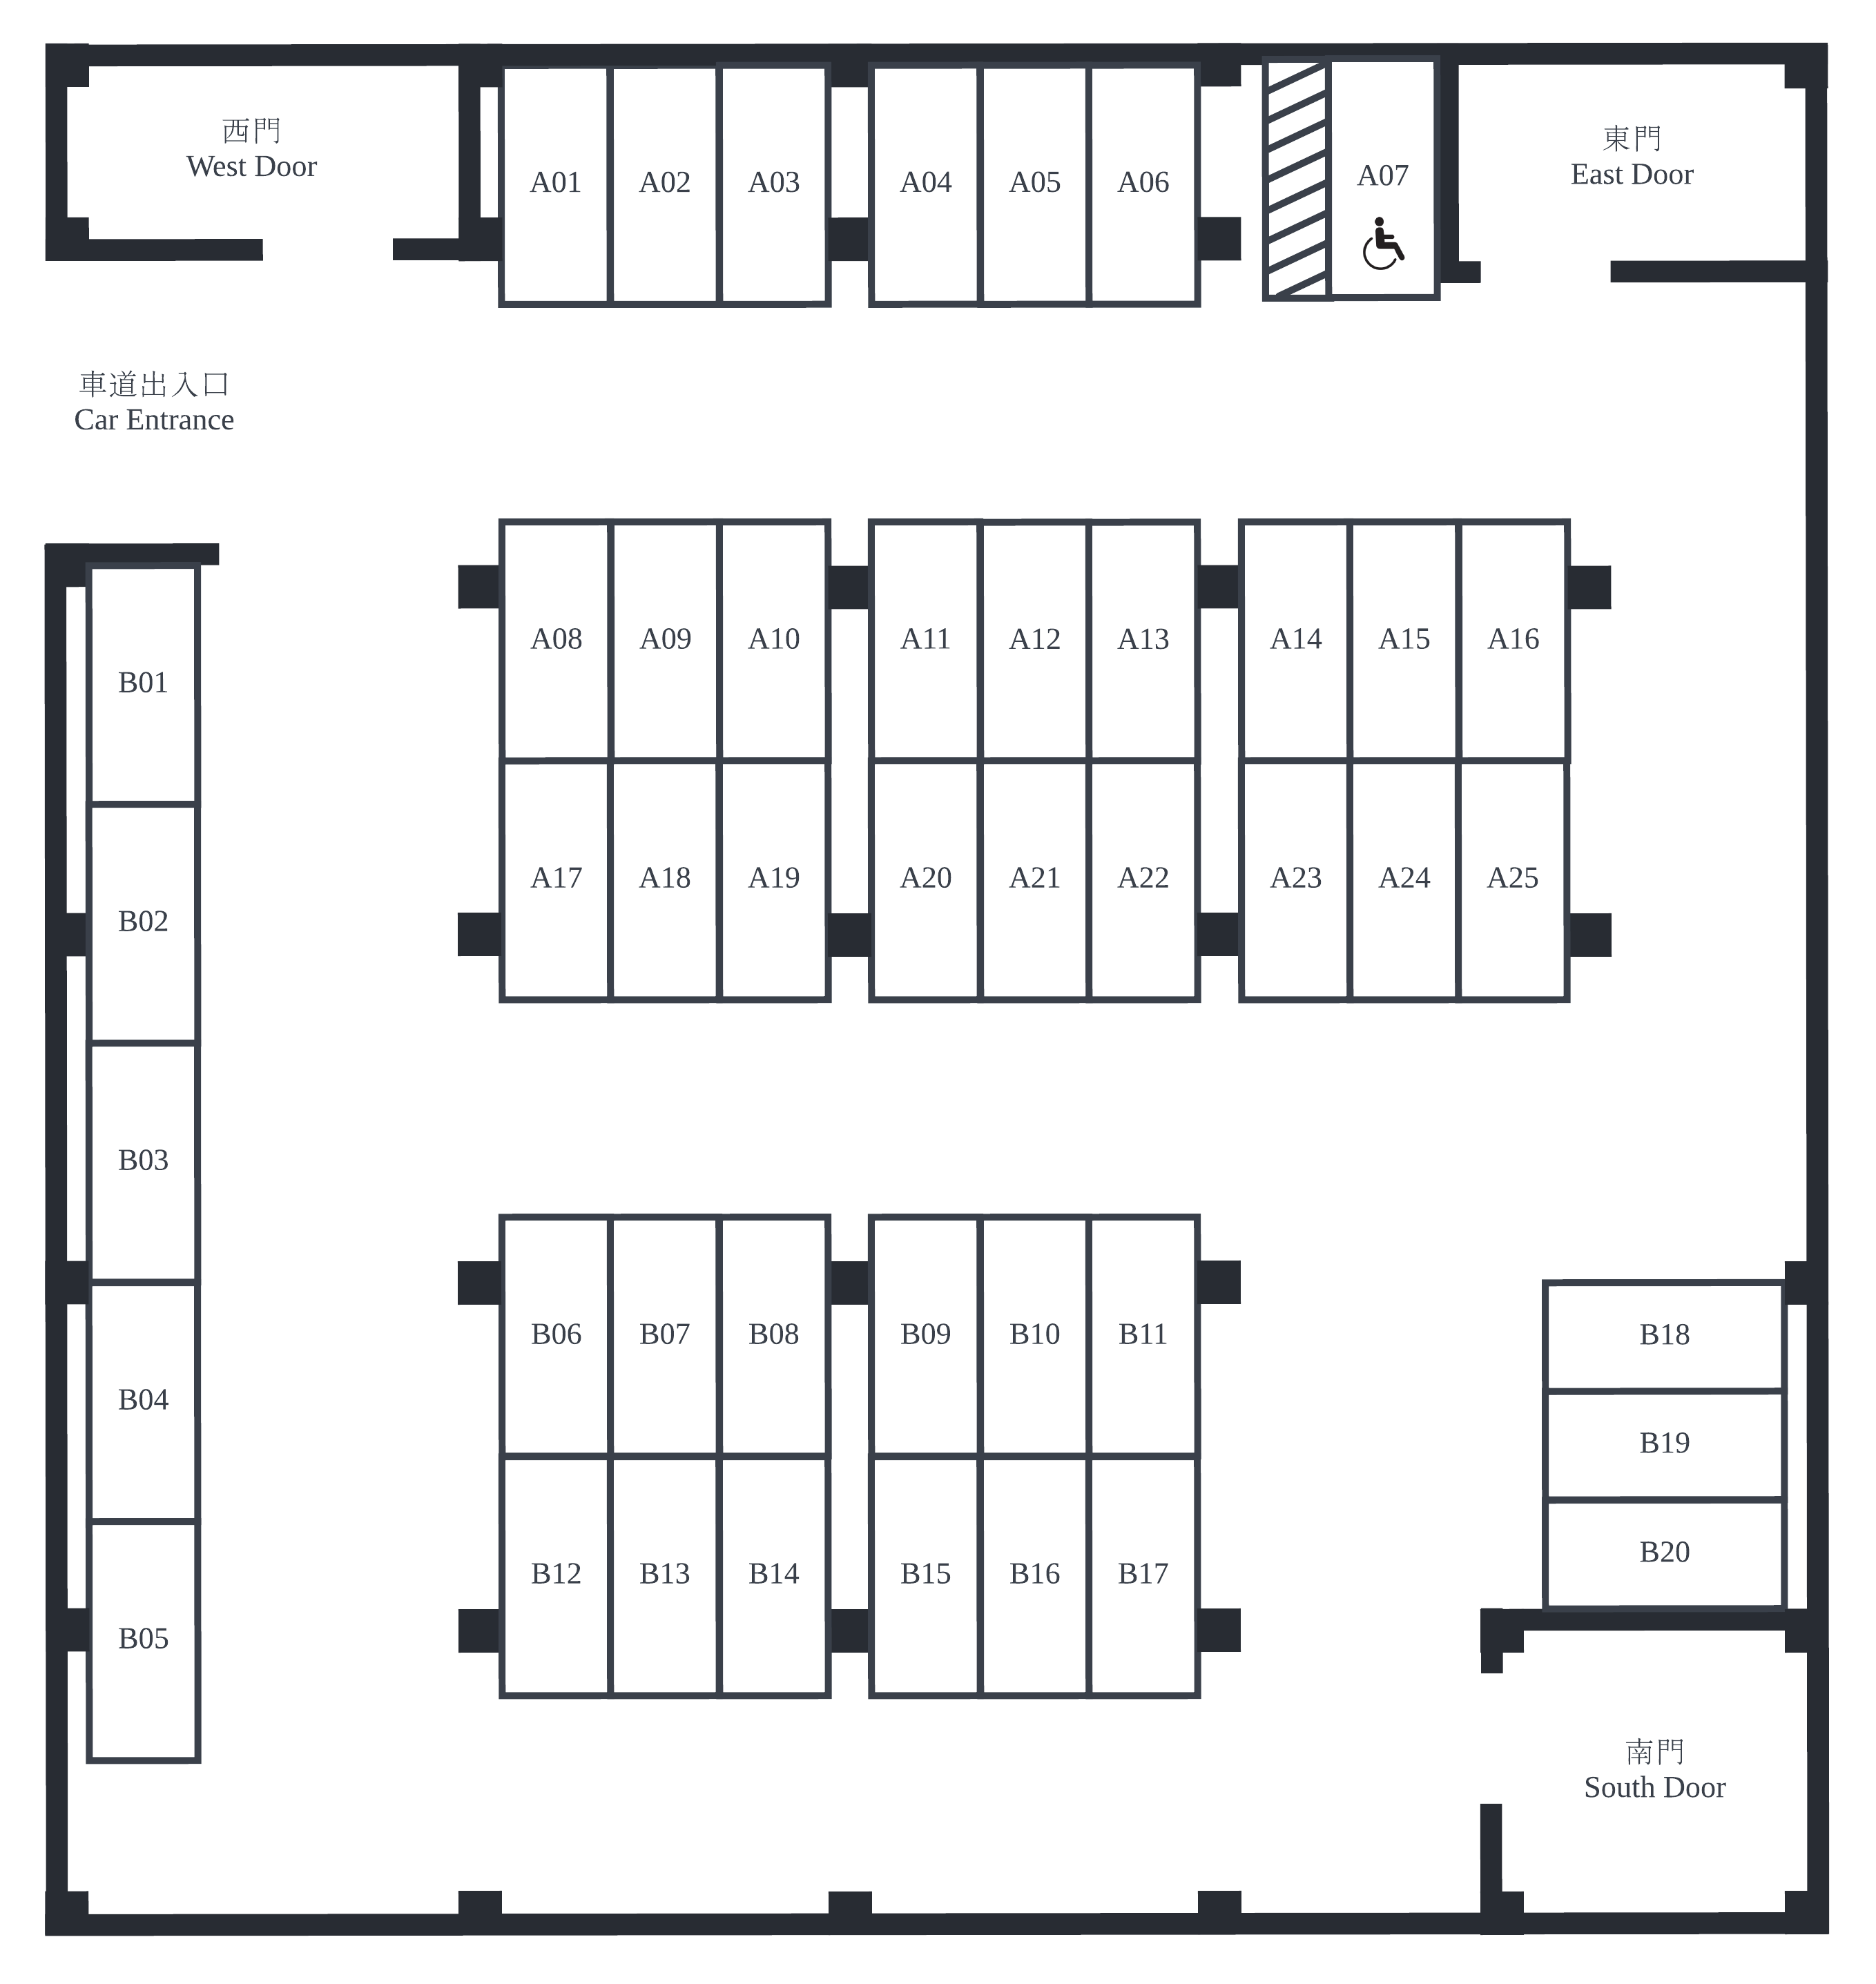 西門
West Door
A01
A02
A03
A04
A05
A06
A07
東門
East Door
車道出入口
Car Entrance
A08
A09
A10
A11
A12
A13
A14
A15
A16
B01
A17
A18
A19
A20
A21
A22
A23
A24
A25
B02
B03
B04
B05
B06
B07
B08
B09
B10
B11
B12
B13
B14
B15
B16
B17
B18
B19
B20
南門
South Door